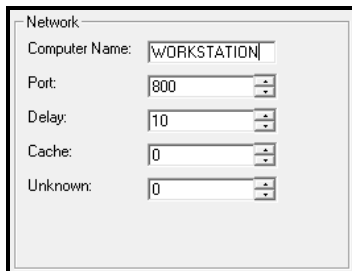 Network
Computer Name: WORKSTATION
Port: 800
Delay: 10
Cache: 0
Unknown: 0